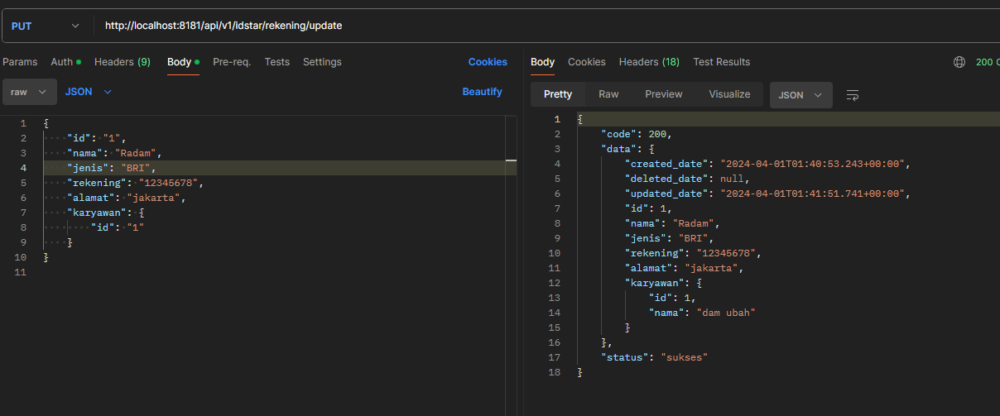 PUT http://localhost:8181/api/v1/idstar/rekening/update
Params Auth Headers (9) Body Pre-req. Tests Settings Cookies
raw JSON Beautify
1 {
2 "id": "1",
3 "nama": "Radam",
4 "jenis": "BRI",
5 "rekening": "12345678",
6 "alamat": "jakarta",
7 "karyawan": {
8 "id": "1"
9 }
10 }
11
Body Cookies Headers (18) Test Results 200
Pretty Raw Preview Visualize JSON
1 {
2 "code": 200,
3 "data": {
4 "created_date": "2024-04-01T01:40:53.243+00:00",
5 "deleted_date": null,
6 "updated_date": "2024-04-01T01:41:51.741+00:00",
7 "id": 1,
8 "nama": "Radam",
9 "jenis": "BRI",
10 "rekening": "12345678",
11 "alamat": "jakarta",
12 "karyawan": {
13 "id": 1,
14 "nama": "dam ubah"
15 }
16 },
17 "status": "sukses"
18 }